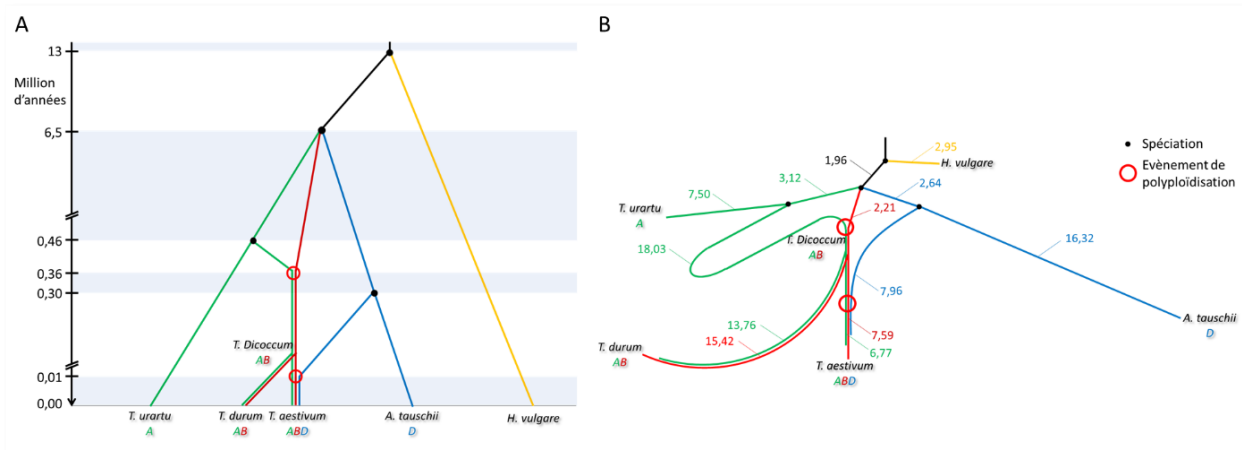 A
13
Million
d'années
6,5
0,46
0,36
0,30
T. Dicoccum
AB
0,01
0,00
T. urartu
A
T. durum
AB
T. aestivum
ABD
A. tauschii
D
H. vulgare
B
2,95
H. vulgare
1,96
3,12
2,64
7,50
T. urartu
A
2,21
T. Dicoccum
AB
18,03
16,32
7,96
13,76
15,42
7,59
6,77
T. durum
AB
T. aestivum
ABD
A. tauschii
D
Spéciation
Evènement de
polyploïdisation